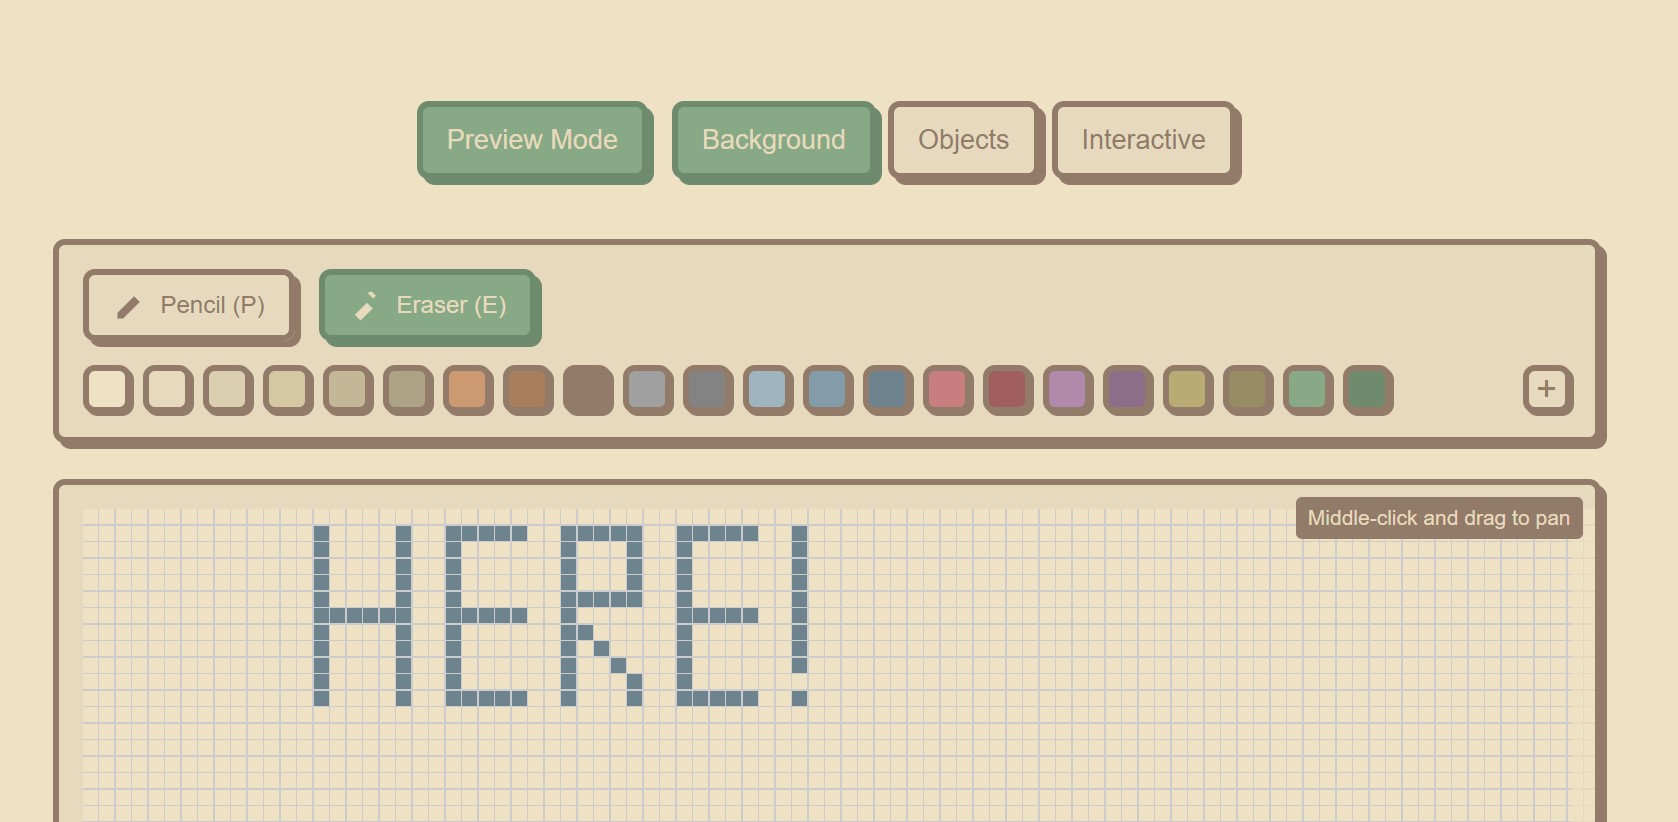 Preview Mode Background Objects Interactive
Pencil (P) Eraser (E)
+
Middle-click and drag to pan
HERE!